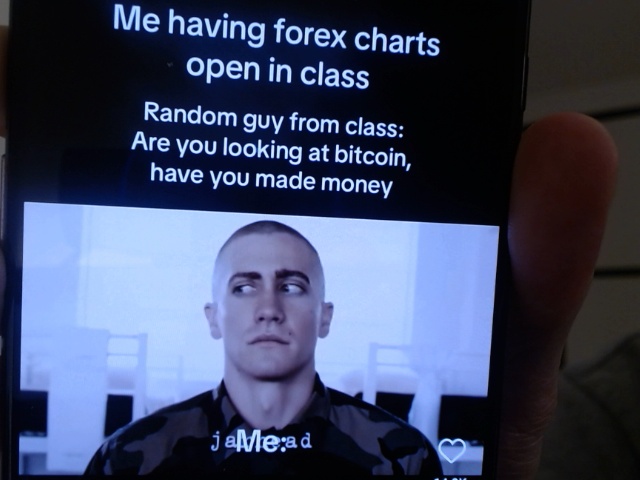 Me having forex charts
open in class
Random guy from class:
Are you looking at bitcoin,
have you made money
Me: